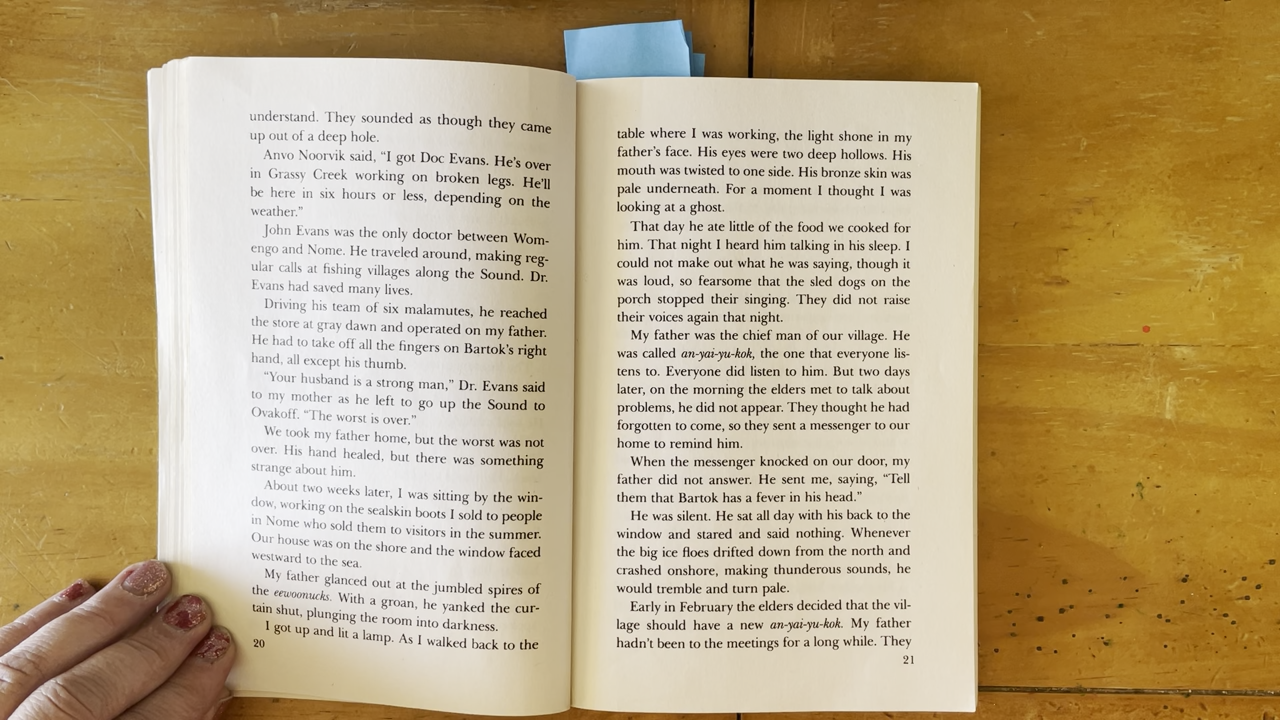 understand. They sounded as though they came
up out of a deep hole.
Anvo Noorvik said, “I got Doc Evans. He’s over
in Grassy Creek working on broken legs. He’ll
be here in six hours or less, depending on the
weather.”
John Evans was the only doctor between Wom-
engo and Nome. He traveled around, making reg-
ular calls at fishing villages along the Sound. Dr.
Evans had saved many lives.
Driving his team of six malamutes, he reached
the store at gray dawn and operated on my father.
He had to take off all the fingers on Bartok’s right
hand, all except his thumb.
“Your husband is a strong man,” Dr. Evans said
to my mother as he left to go up the Sound to
Ovakoff. “The worst is over.”
We took my father home, but the worst was not
over. His hand healed, but there was something
strange about him.
About two weeks later, I was sitting by the win-
dow, working on the sealskin boots I sold to people
in Nome who sold them to visitors in the summer.
Our house was on the shore and the window faced
westward to the sea.
My father glanced out at the jumbled spires of
the eewoonucks. With a groan, he yanked the cur-
tain shut, plunging the room into darkness.
I got up and lit a lamp. As I walked back to the
20
table where I was working, the light shone in my
father’s face. His eyes were two deep hollows. His
mouth was twisted to one side. His bronze skin was
pale underneath. For a moment I thought I was
looking at a ghost.
That day he ate little of the food we cooked for
him. That night I heard him talking in his sleep. I
could not make out what he was saying, though it
was loud, so fearsome that the sled dogs on the
porch stopped their singing. They did not raise
their voices again that night.
My father was the chief man of our village. He
was called an-yai-yu-kok, the one that everyone lis-
tens to. Everyone did listen to him. But two days
later, on the morning the elders met to talk about
problems, he did not appear. They thought he had
forgotten to come, so they sent a messenger to our
home to remind him.
When the messenger knocked on our door, my
father did not answer. He sent me, saying, “Tell
them that Bartok has a fever in his head.”
He was silent. He sat all day with his back to the
window and stared and said nothing. Whenever
the big ice floes drifted down from the north and
crashed onshore, making thunderous sounds, he
would tremble and turn pale.
Early in February the elders decided that the vil-
lage should have a new an-yai-yu-kok. My father
hadn’t been to the meetings for a long while. They
21